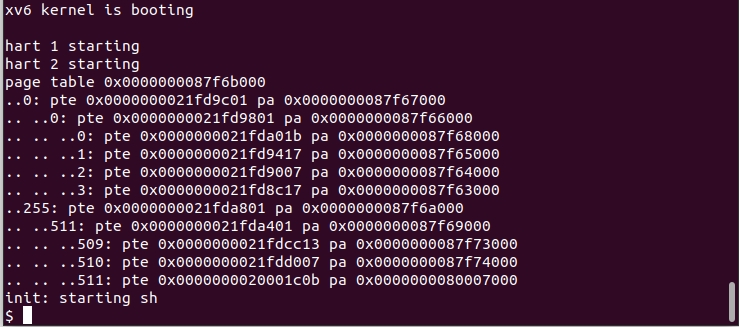 xv6 kernel is booting
hart 1 starting
hart 2 starting
page table 0x0000000087f6b000
..0: pte 0x0000000021fd9c01 pa 0x0000000087f67000
.. ..0: pte 0x0000000021fd9801 pa 0x0000000087f66000
.. .. ..0: pte 0x0000000021fda01b pa 0x0000000087f68000
.. .. ..1: pte 0x0000000021fd9417 pa 0x0000000087f65000
.. .. ..2: pte 0x0000000021fd9007 pa 0x0000000087f64000
.. .. ..3: pte 0x0000000021fd8c17 pa 0x0000000087f63000
..255: pte 0x0000000021fda801 pa 0x0000000087f6a000
.. ..511: pte 0x0000000021fda401 pa 0x0000000087f69000
.. .. ..509: pte 0x0000000021fdcc13 pa 0x0000000087f73000
.. .. ..510: pte 0x0000000021fdd007 pa 0x0000000087f74000
.. .. ..511: pte 0x0000000020001c0b pa 0x0000000080007000
init: starting sh
$